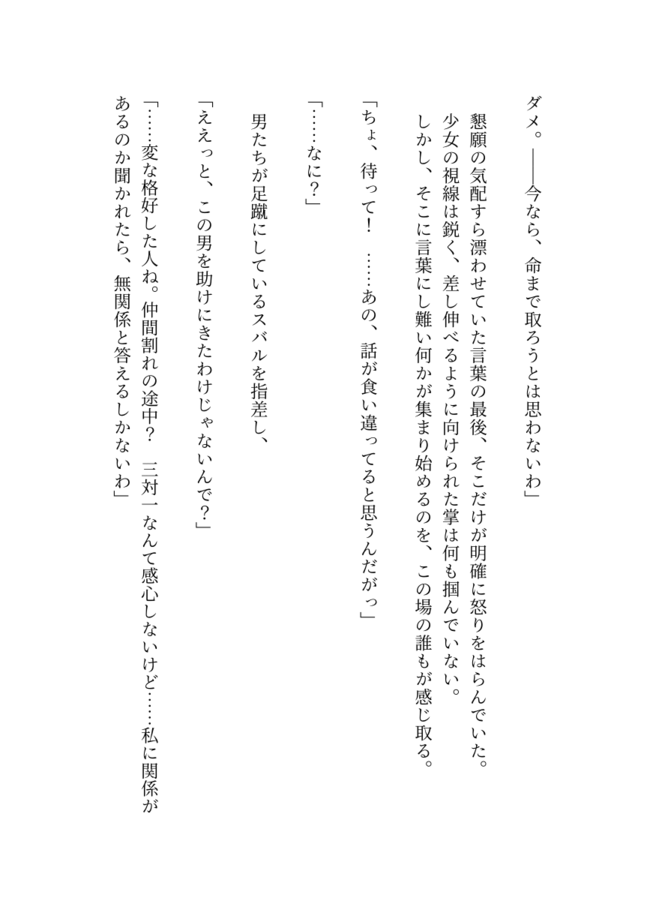 ダメ。――今なら、命まで取ろうとは思わないわ」
懇願の気配すら漂わせていた言葉の最後、そこだけが明確に怒りをはらんでいた。
少女の視線は鋭く、差し伸べるように向けられた掌は何も掴んでいない。
しかし、そこに言葉にし難い何かが集まり始めるのを、この場の誰もが感じ取る。
「ちょ、待って!　……あの、話が食い違ってると思うんだがっ」
「……なに?」
男たちが足蹴にしているスバルを指差し、
「ええっと、この男を助けにきたわけじゃないんで?」
「……変な格好した人ね。仲間割れの途中?　三対一なんて感心しないけど……私に関係が
あるのか聞かれたら、無関係と答えるしかないわ」